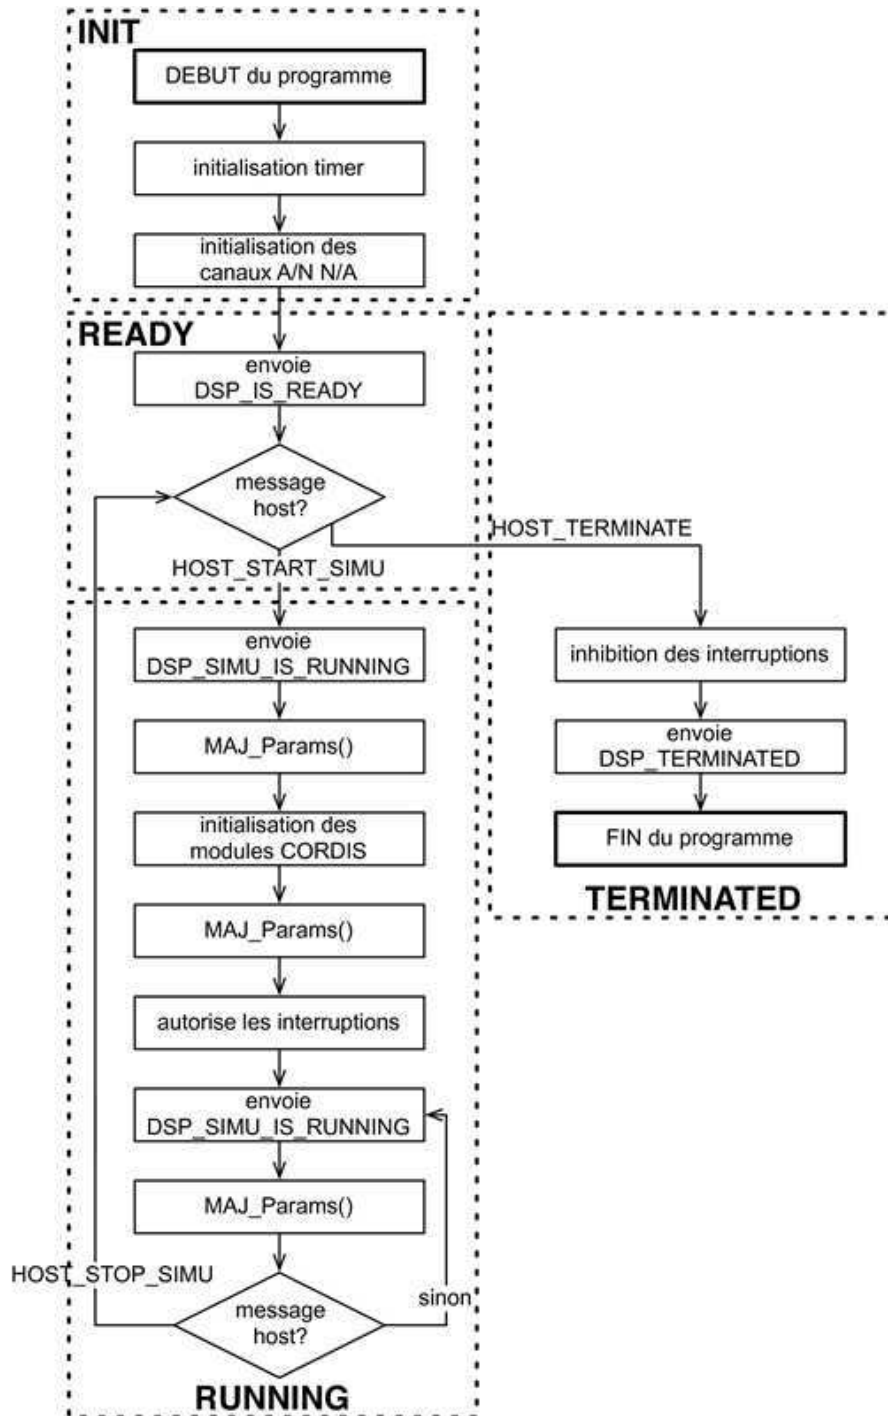 INIT
DEBUT du programme
initialisation timer
initialisation des
canaux A/N N/A
READY
envoie
DSP_IS_READY
message
host?
HOST_TERMINATE
HOST_START_SIMU
envoie
DSP_SIMU_IS_RUNNING
MAJ_Params()
initialisation des
modules CORDIS
MAJ_Params()
autorise les interruptions
envoie
DSP_SIMU_IS_RUNNING
MAJ_Params()
HOST_STOP_SIMU
sinon
message
host?
RUNNING
inhibition des interruptions
envoie
DSP_TERMINATED
FIN du programme
TERMINATED